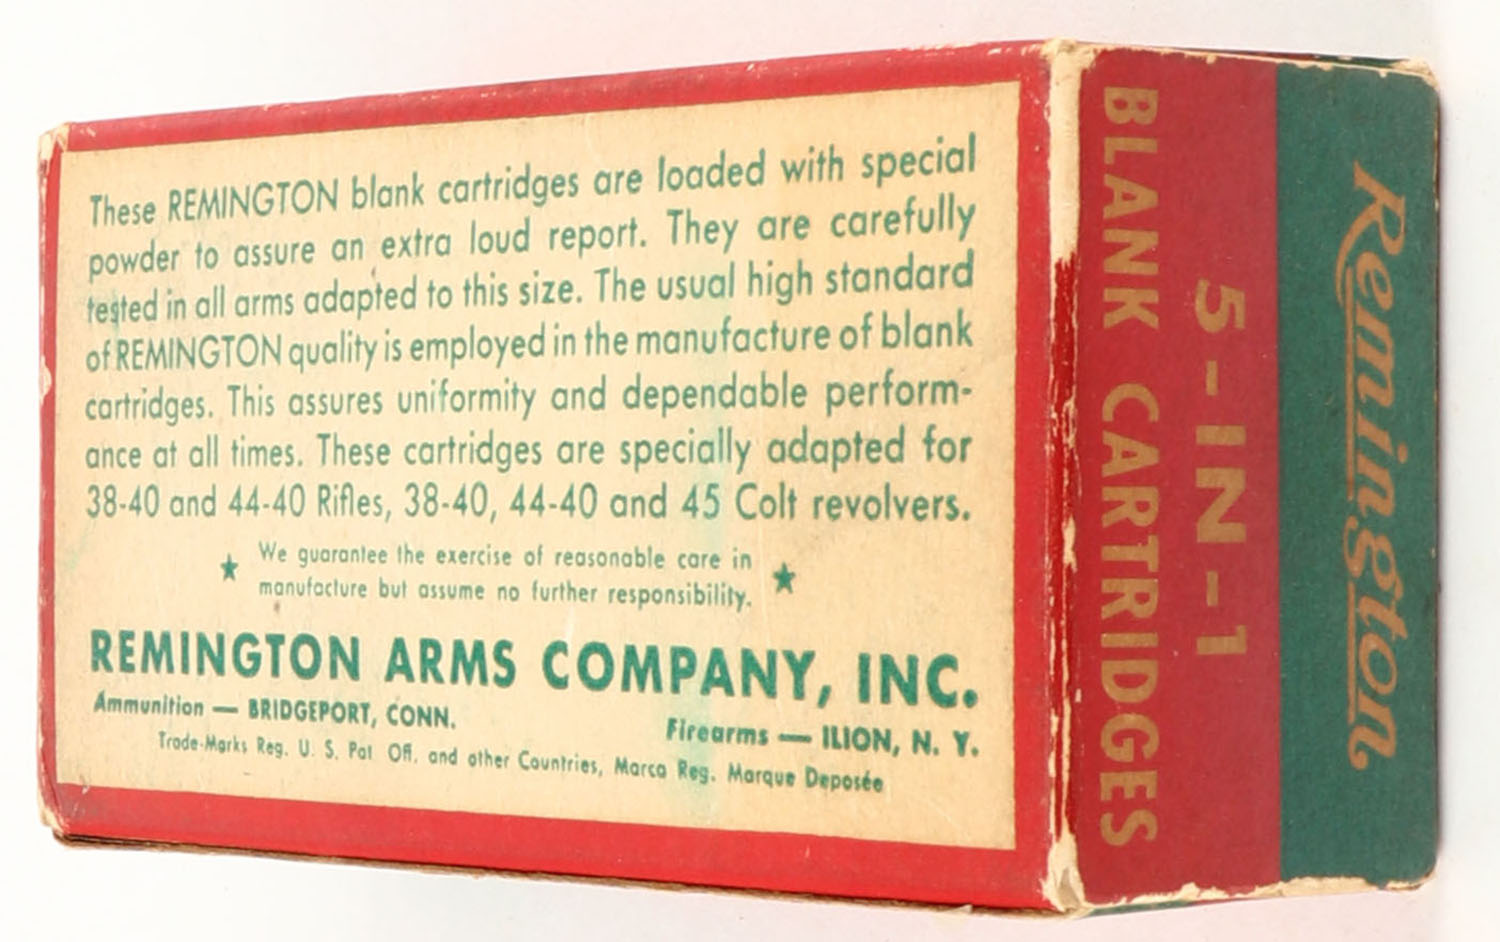 These REMINGTON blank cartridges are loaded with special
powder to assure an extra loud report. They are carefully
tested in all arms adapted to this size. The usual high standard
of REMINGTON quality is employed in the manufacture of blank
cartridges. This assures uniformity and dependable perform-
ance at all times. These cartridges are specially adapted for
38-40 and 44-40 Rifles, 38-40, 44-40 and 45 Colt revolvers.
★ We guarantee the exercise of reasonable care in ★
manufacture but assume no further responsibility.
REMINGTON ARMS COMPANY, INC.
Ammunition — BRIDGEPORT, CONN.
Firearms — ILION, N. Y.
Trade-Marks Reg. U. S. Pat Off. and other Countries, Marca Reg. Marque Deposée
Remington
5-IN-1
BLANK CARTRIDGES